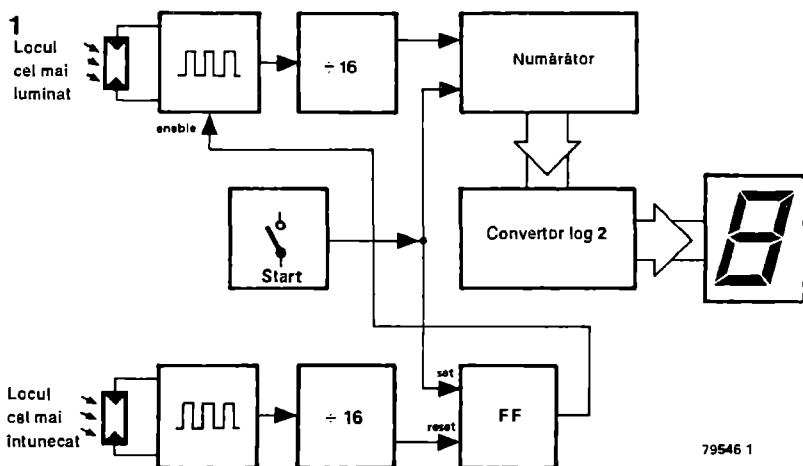 1
Locul
cel mai
luminat
÷ 16
Numărător
enable
Start
Convertor log 2
Locul
cel mai
întunecat
÷ 16
set
reset
FF
79546 1